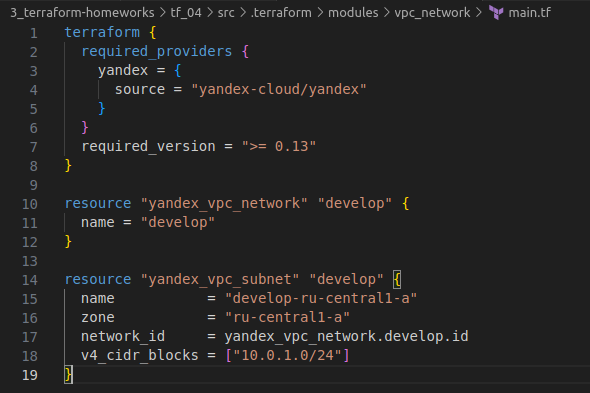 3_terraform-homeworks > tf_04 > src > .terraform > modules > vpc_network > main.tf
1 terraform {
2   required_providers {
3     yandex = {
4       source = "yandex-cloud/yandex"
5     }
6   }
7   required_version = ">= 0.13"
8 }
9
10 resource "yandex_vpc_network" "develop" {
11   name = "develop"
12 }
13
14 resource "yandex_vpc_subnet" "develop" {
15   name           = "develop-ru-central1-a"
16   zone           = "ru-central1-a"
17   network_id     = yandex_vpc_network.develop.id
18   v4_cidr_blocks = ["10.0.1.0/24"]
19 }